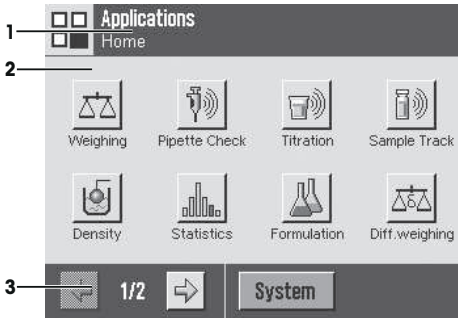 Applications
1
Home
2
Weighing Pipette Check Titration Sample Track
Density Statistics Formulation Diff.weighing
3
1/2 System